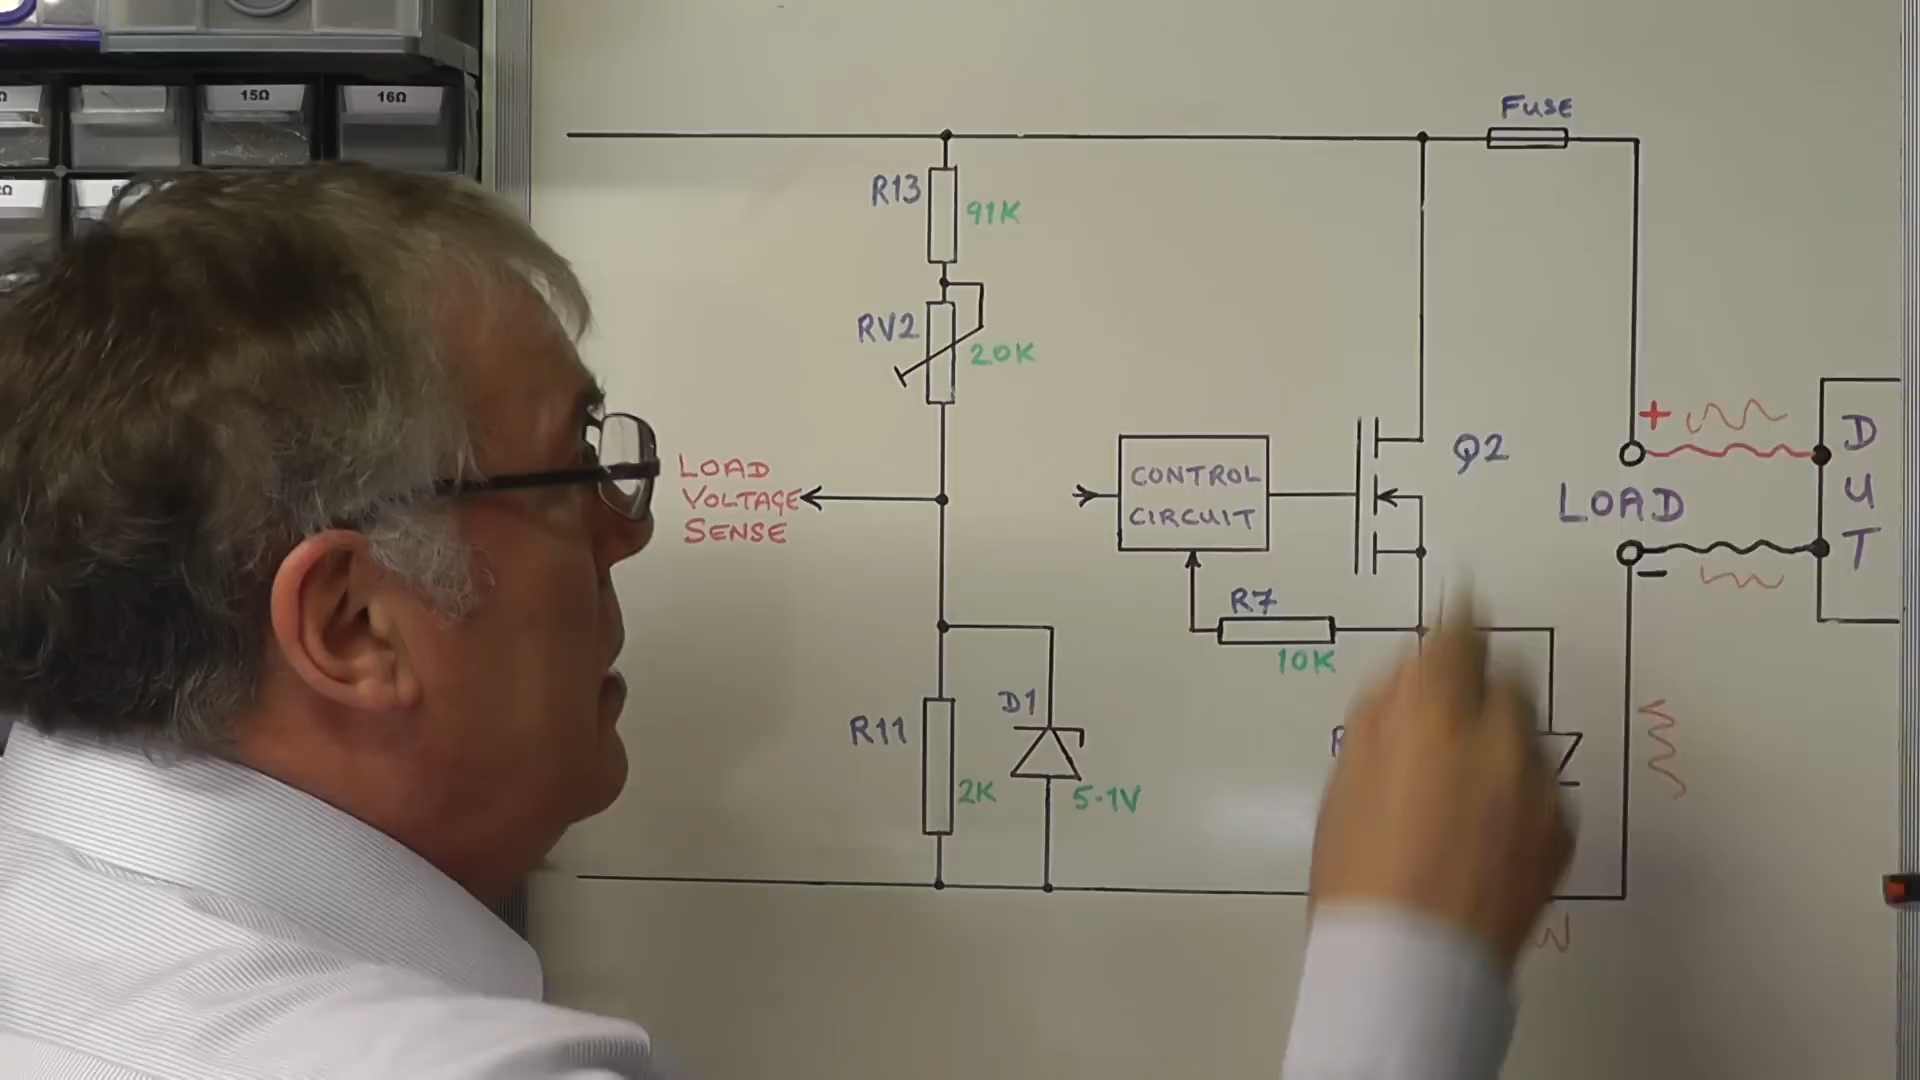 15Ω
16Ω
Fuse
R13
91K
RV2
20K
LOAD
VOLTAGE
SENSE
CONTROL
CIRCUIT
Q2
+
LOAD
-
D
U
T
R7
10K
R11
2K
D1
5.1V
R